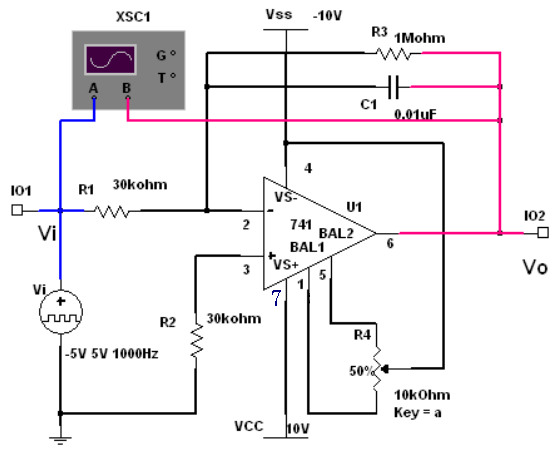 XSC1
G
T
A B
Vss -10V
R3
1Mohm
C1
0.01uF
IO1
R1 30kohm
Vi
4
VS-
U1
2
741
BAL2
BAL1
6
IO2
Vo
3
VS+
7
1
5
Vi
-5V 5V 1000Hz
R2
30kohm
R4
50%
10kOhm
Key = a
VCC 10V